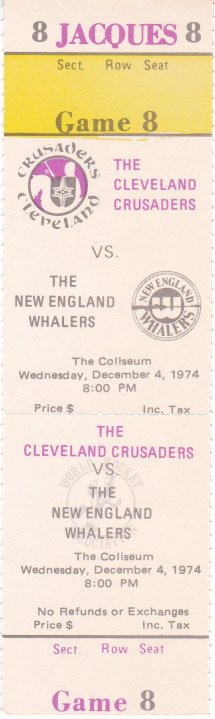 8 JACQUES 8
Sect. Row Seat
Game 8
CRUSADERS
Cleveland
THE
CLEVELAND
CRUSADERS
VS.
THE
NEW ENGLAND
WHALERS
NEW ENGLAND
WHALERS
The Coliseum
Wednesday, December 4, 1974
8:00 PM
Price $ Inc. Tax
THE
CLEVELAND CRUSADERS
VS.
THE
NEW ENGLAND
WHALERS
WORLD HOCKEY
ASSOCIATION
The Coliseum
Wednesday, December 4, 1974
8:00 PM
No Refunds or Exchanges
Price $ Inc. Tax
Sect. Row Seat
Game 8